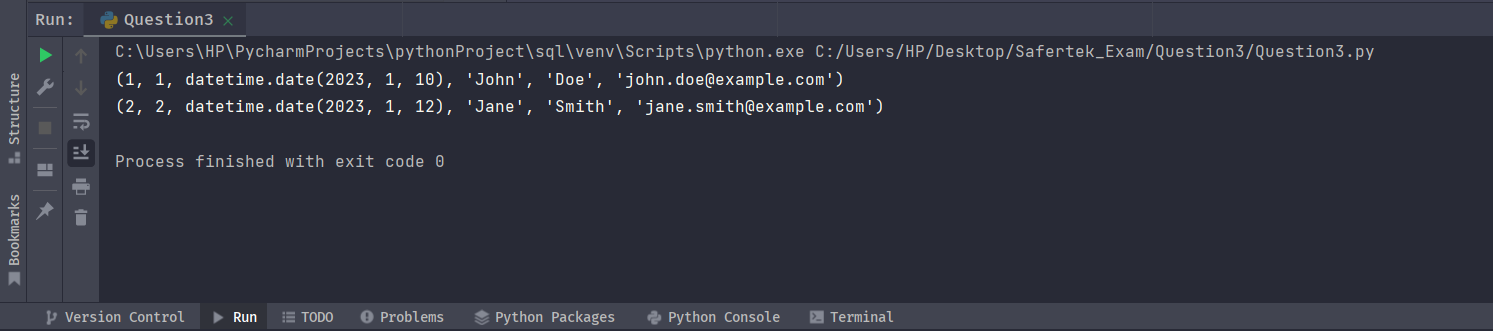 Run: Question3
C:\Users\HP\PycharmProjects\pythonProject\sql\venv\Scripts\python.exe C:/Users/HP/Desktop/Safertek_Exam/Question3/Question3.py
(1, 1, datetime.date(2023, 1, 10), 'John', 'Doe', 'john.doe@example.com')
(2, 2, datetime.date(2023, 1, 12), 'Jane', 'Smith', 'jane.smith@example.com')
Process finished with exit code 0
Structure
Bookmarks
Version Control Run TODO Problems Python Packages Python Console Terminal